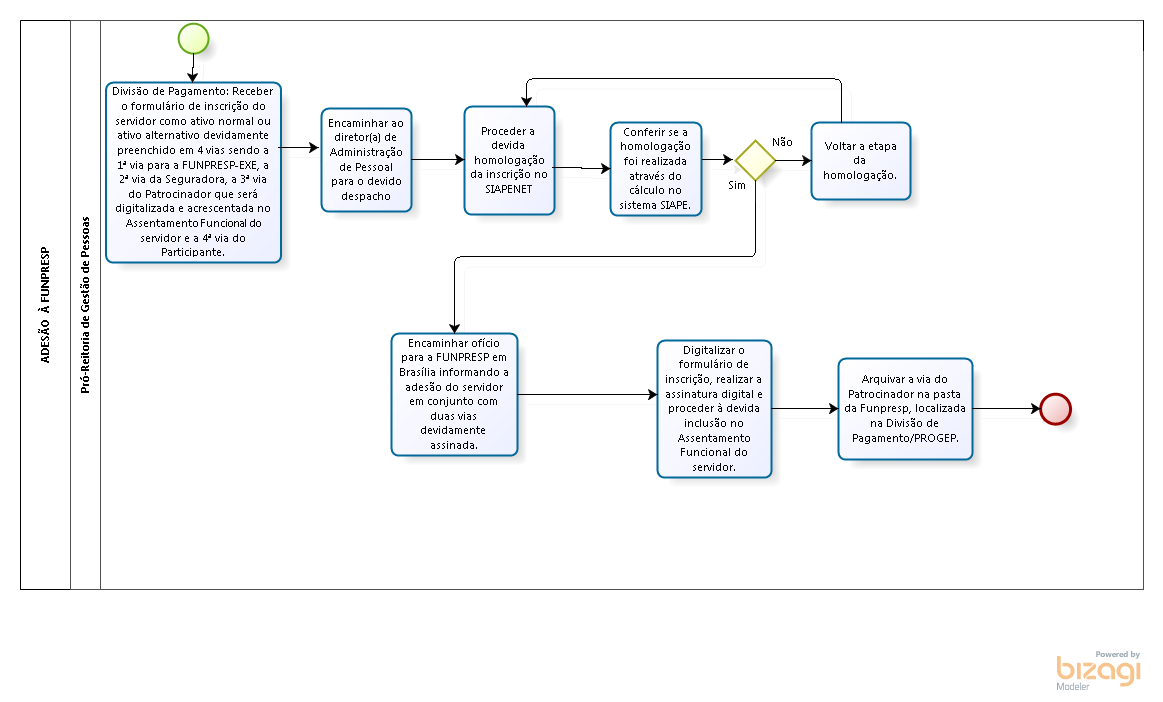 ADESÃO À FUNPRESP
Pró-Reitoria de Gestão de Pessoas
Divisão de Pagamento: Receber
o formulário de inscrição do
servidor como ativo normal ou
ativo alternativo devidamente
preenchido em 4 vias sendo a
1ª via para a FUNPRESP-EXE, a
2ª via da Seguradora, a 3ª via
do Patrocinador que será
digitalizada e acrescentada no
Assentamento Funcional do
servidor e a 4ª via do
Participante.
Encaminhar ao
diretor(a) de
Administração
de Pessoal
para o devido
despacho
Proceder a
devida
homologação
da inscrição no
SIAPENET
Conferir se a
homologação
foi realizada
através do
cálculo no
sistema SIAPE.
Não
Sim
Voltar a etapa
da
homologação.
Encaminhar ofício
para a FUNPRESP em
Brasília informando a
adesão do servidor
em conjunto com
duas vias
devidamente
assinada.
Digitalizar o
formulário de
inscrição, realizar a
assinatura digital e
proceder à devida
inclusão no
Assentamento
Funcional do
servidor.
Arquivar a via do
Patrocinador na pasta
da Funpresp, localizada
na Divisão de
Pagamento/PROGEP.
Powered by
bizagi
Modeler